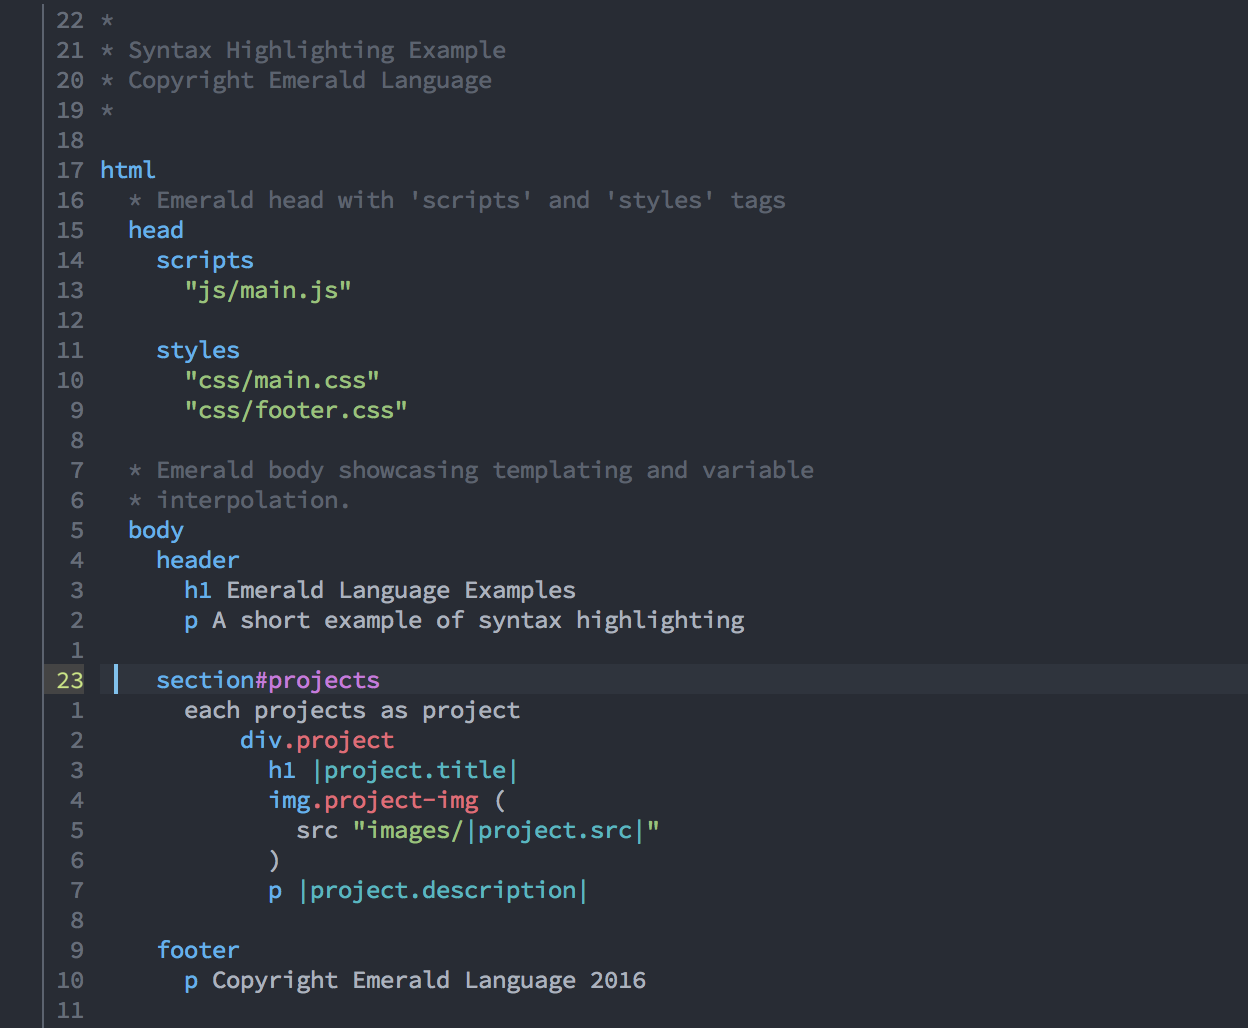 22 *
21 * Syntax Highlighting Example
20 * Copyright Emerald Language
19 *
18
17 html
16   * Emerald head with 'scripts' and 'styles' tags
15   head
14     scripts
13       "js/main.js"
12
11     styles
10       "css/main.css"
 9       "css/footer.css"
 8
 7   * Emerald body showcasing templating and variable
 6   * interpolation.
 5   body
 4     header
 3       h1 Emerald Language Examples
 2       p A short example of syntax highlighting
 1
23     section#projects
 1       each projects as project
 2           div.project
 3             h1 |project.title|
 4             img.project-img (
 5               src "images/|project.src|"
 6             )
 7             p |project.description|
 8
 9     footer
10       p Copyright Emerald Language 2016
11